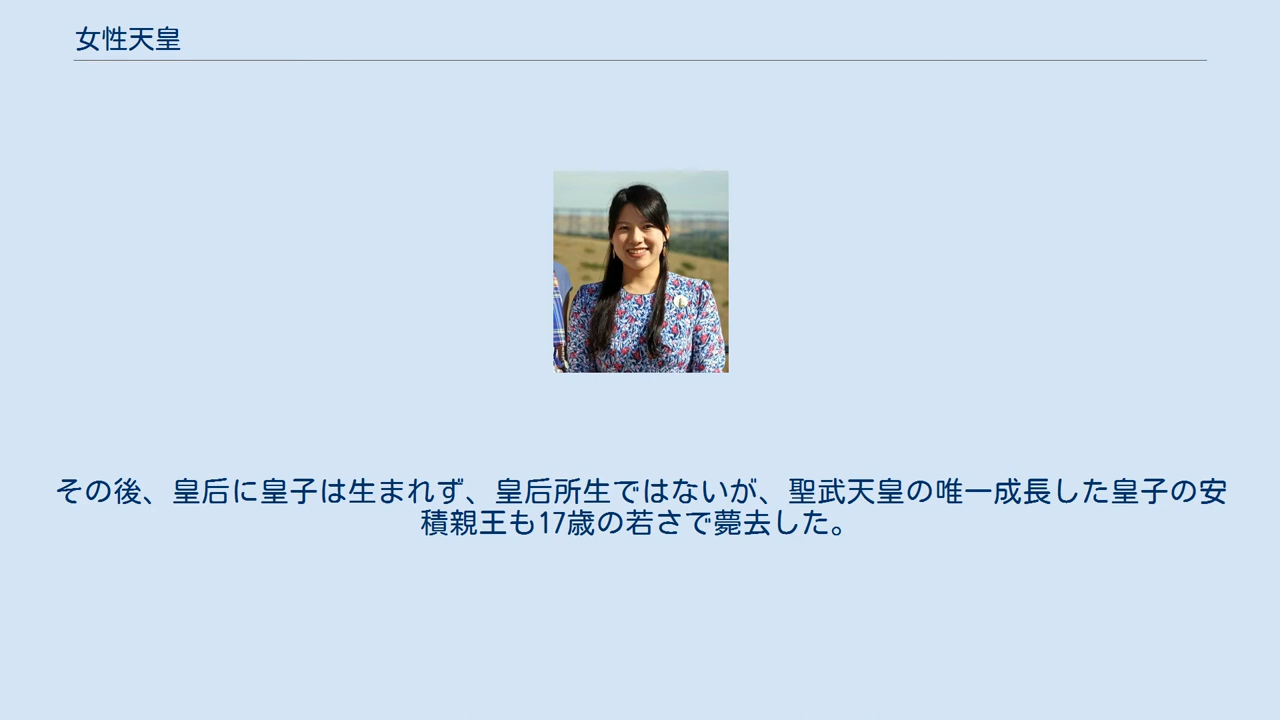 女性天皇
その後、皇后に皇子は生まれず、皇后所生ではないが、聖武天皇の唯一成長した皇子の安
積親王も17歳の若さで薨去した。